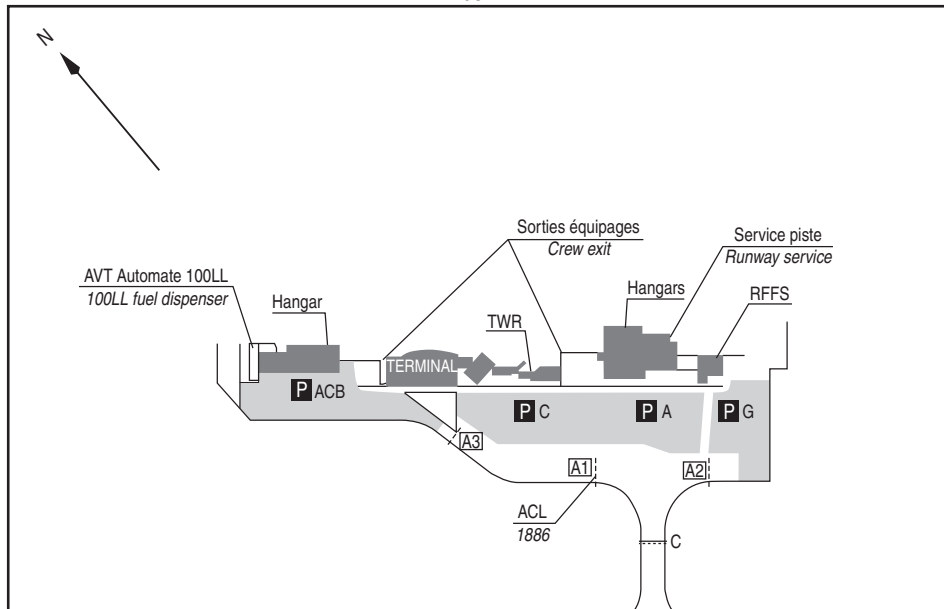 N
Sorties équipages
Crew exit
Service piste
Runway service
AVT Automate 100LL
100LL fuel dispenser
Hangar
Hangars
RFFS
TWR
TERMINAL
P ACB
P C
P A
P G
A3
A1
A2
ACL
1886
C